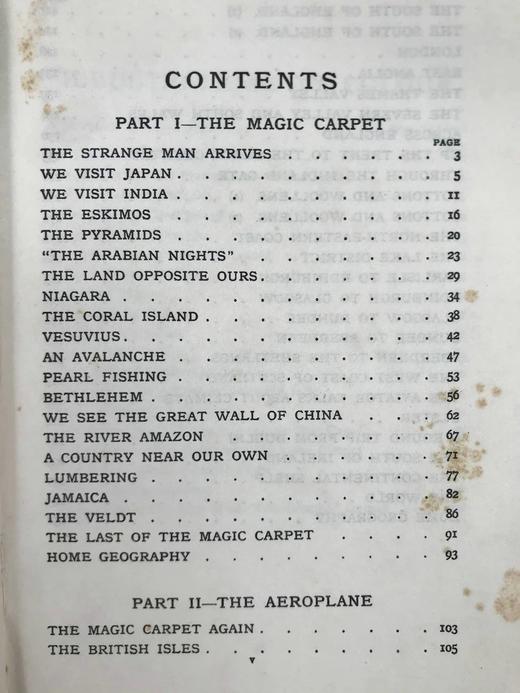 CONTENTS
PART I—THE MAGIC CARPET
PAGE
THE STRANGE MAN ARRIVES . . . . . . 3
WE VISIT JAPAN . . . . . . . . . 5
WE VISIT INDIA . . . . . . . . . 11
THE ESKIMOS . . . . . . . . . 16
THE PYRAMIDS . . . . . . . . . 20
“THE ARABIAN NIGHTS” . . . . . . . 23
THE LAND OPPOSITE OURS . . . . . . . 29
NIAGARA . . . . . . . . . . . 34
THE CORAL ISLAND . . . . . . . . 38
VESUVIUS . . . . . . . . . . . 42
AN AVALANCHE . . . . . . . . . 47
PEARL FISHING . . . . . . . . . 53
BETHLEHEM . . . . . . . . . . 56
WE SEE THE GREAT WALL OF CHINA . . . . 62
THE RIVER AMAZON . . . . . . . . 67
A COUNTRY NEAR OUR OWN . . . . . . 71
LUMBERING . . . . . . . . . . 77
JAMAICA . . . . . . . . . . . 82
THE VELDT . . . . . . . . . . 86
THE LAST OF THE MAGIC CARPET . . . . . 91
HOME GEOGRAPHY . . . . . . . . 93
PART II—THE AEROPLANE
THE MAGIC CARPET AGAIN . . . . . . . 103
THE BRITISH ISLES . . . . . . . . . 105
v